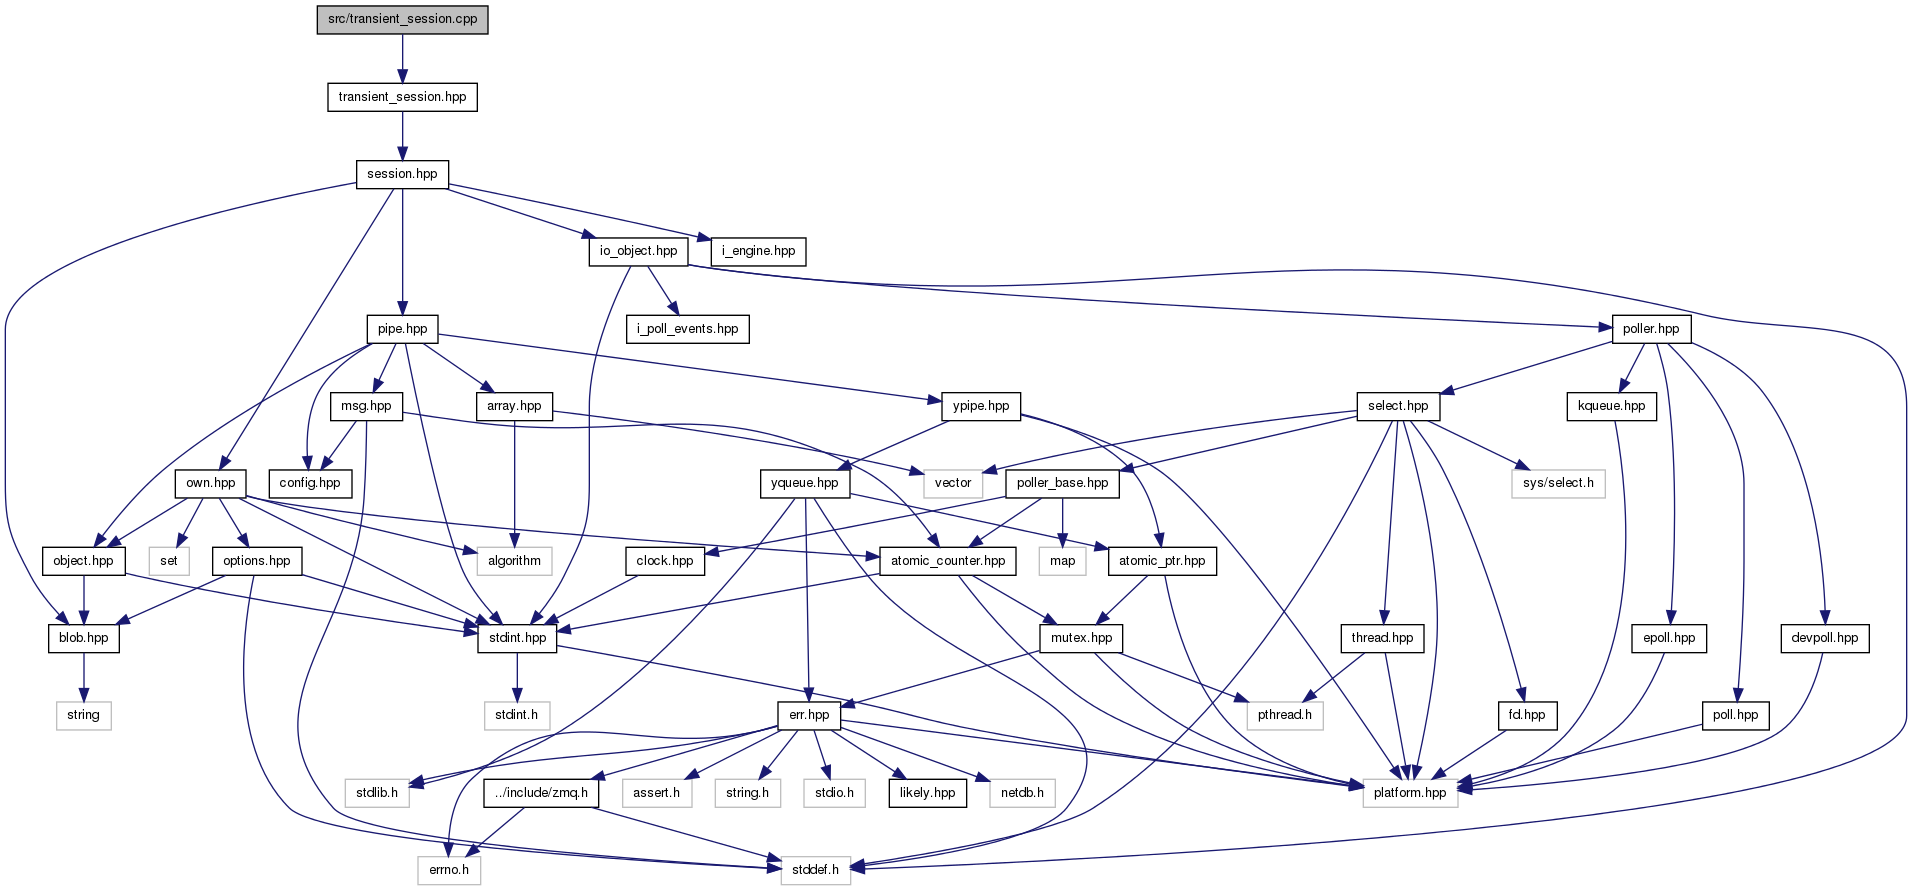 src/transient_session.cpp
transient_session.hpp
session.hpp
io_object.hpp
i_engine.hpp
pipe.hpp
i_poll_events.hpp
poller.hpp
msg.hpp
array.hpp
ypipe.hpp
select.hpp
kqueue.hpp
own.hpp
config.hpp
yqueue.hpp
vector
poller_base.hpp
sys/select.h
object.hpp
set
options.hpp
algorithm
clock.hpp
atomic_counter.hpp
map
atomic_ptr.hpp
blob.hpp
stdint.hpp
mutex.hpp
thread.hpp
epoll.hpp
devpoll.hpp
string
stdint.h
err.hpp
pthread.h
fd.hpp
poll.hpp
stdlib.h
../include/zmq.h
assert.h
string.h
stdio.h
likely.hpp
netdb.h
platform.hpp
errno.h
stddef.h